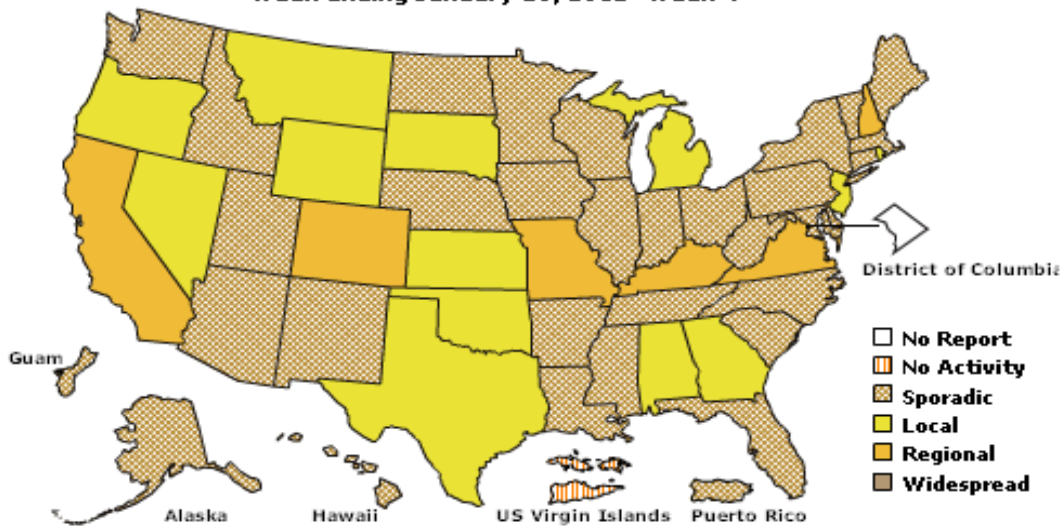 District of Columbia
Guam
No Report
No Activity
Sporadic
Local
Regional
Widespread
Alaska
Hawaii
US Virgin Islands
Puerto Rico